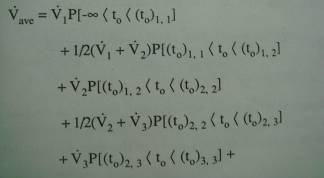 V̇ave = V̇1P[-∞ ⟨ to ⟨ (to)1, 1]
+ 1/2(V̇1 + V̇2)P[(to)1, 1 ⟨ to ⟨ (to)1, 2]
+ V̇2P[(to)1, 2 ⟨ to ⟨ (to)2, 2]
+ 1/2(V̇2 + V̇3)P[(to)2, 2 ⟨ to ⟨ (to)2, 3]
+ V̇3P[(to)2, 3 ⟨ to ⟨ (to)3, 3] +